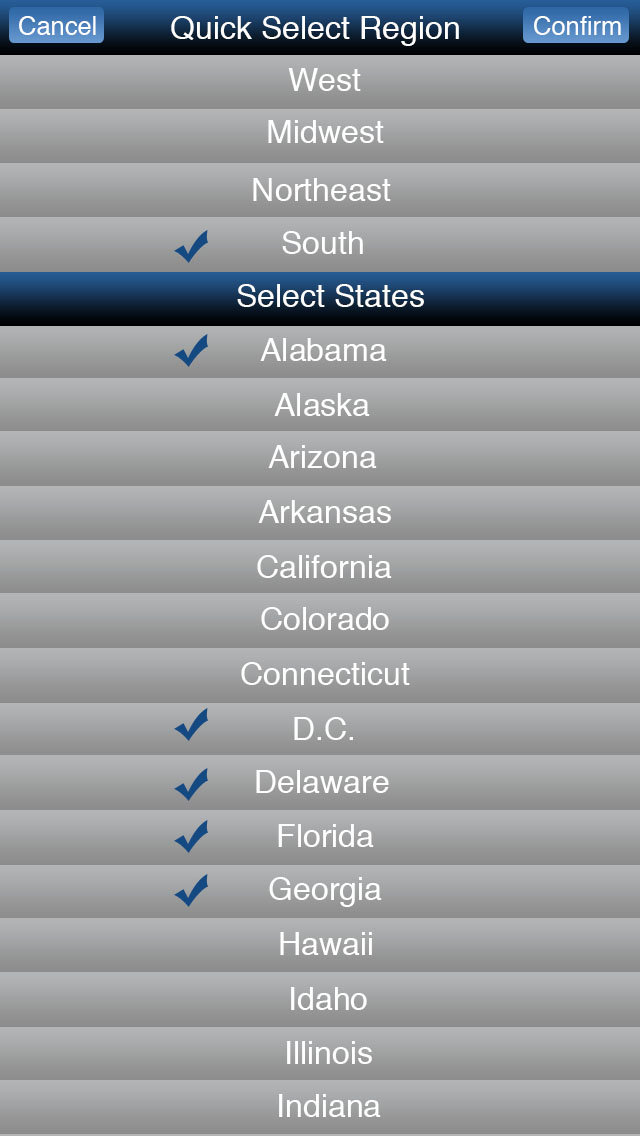 Cancel Quick Select Region Confirm
West
Midwest
Northeast
South
Select States
Alabama
Alaska
Arizona
Arkansas
California
Colorado
Connecticut
D.C.
Delaware
Florida
Georgia
Hawaii
Idaho
Illinois
Indiana